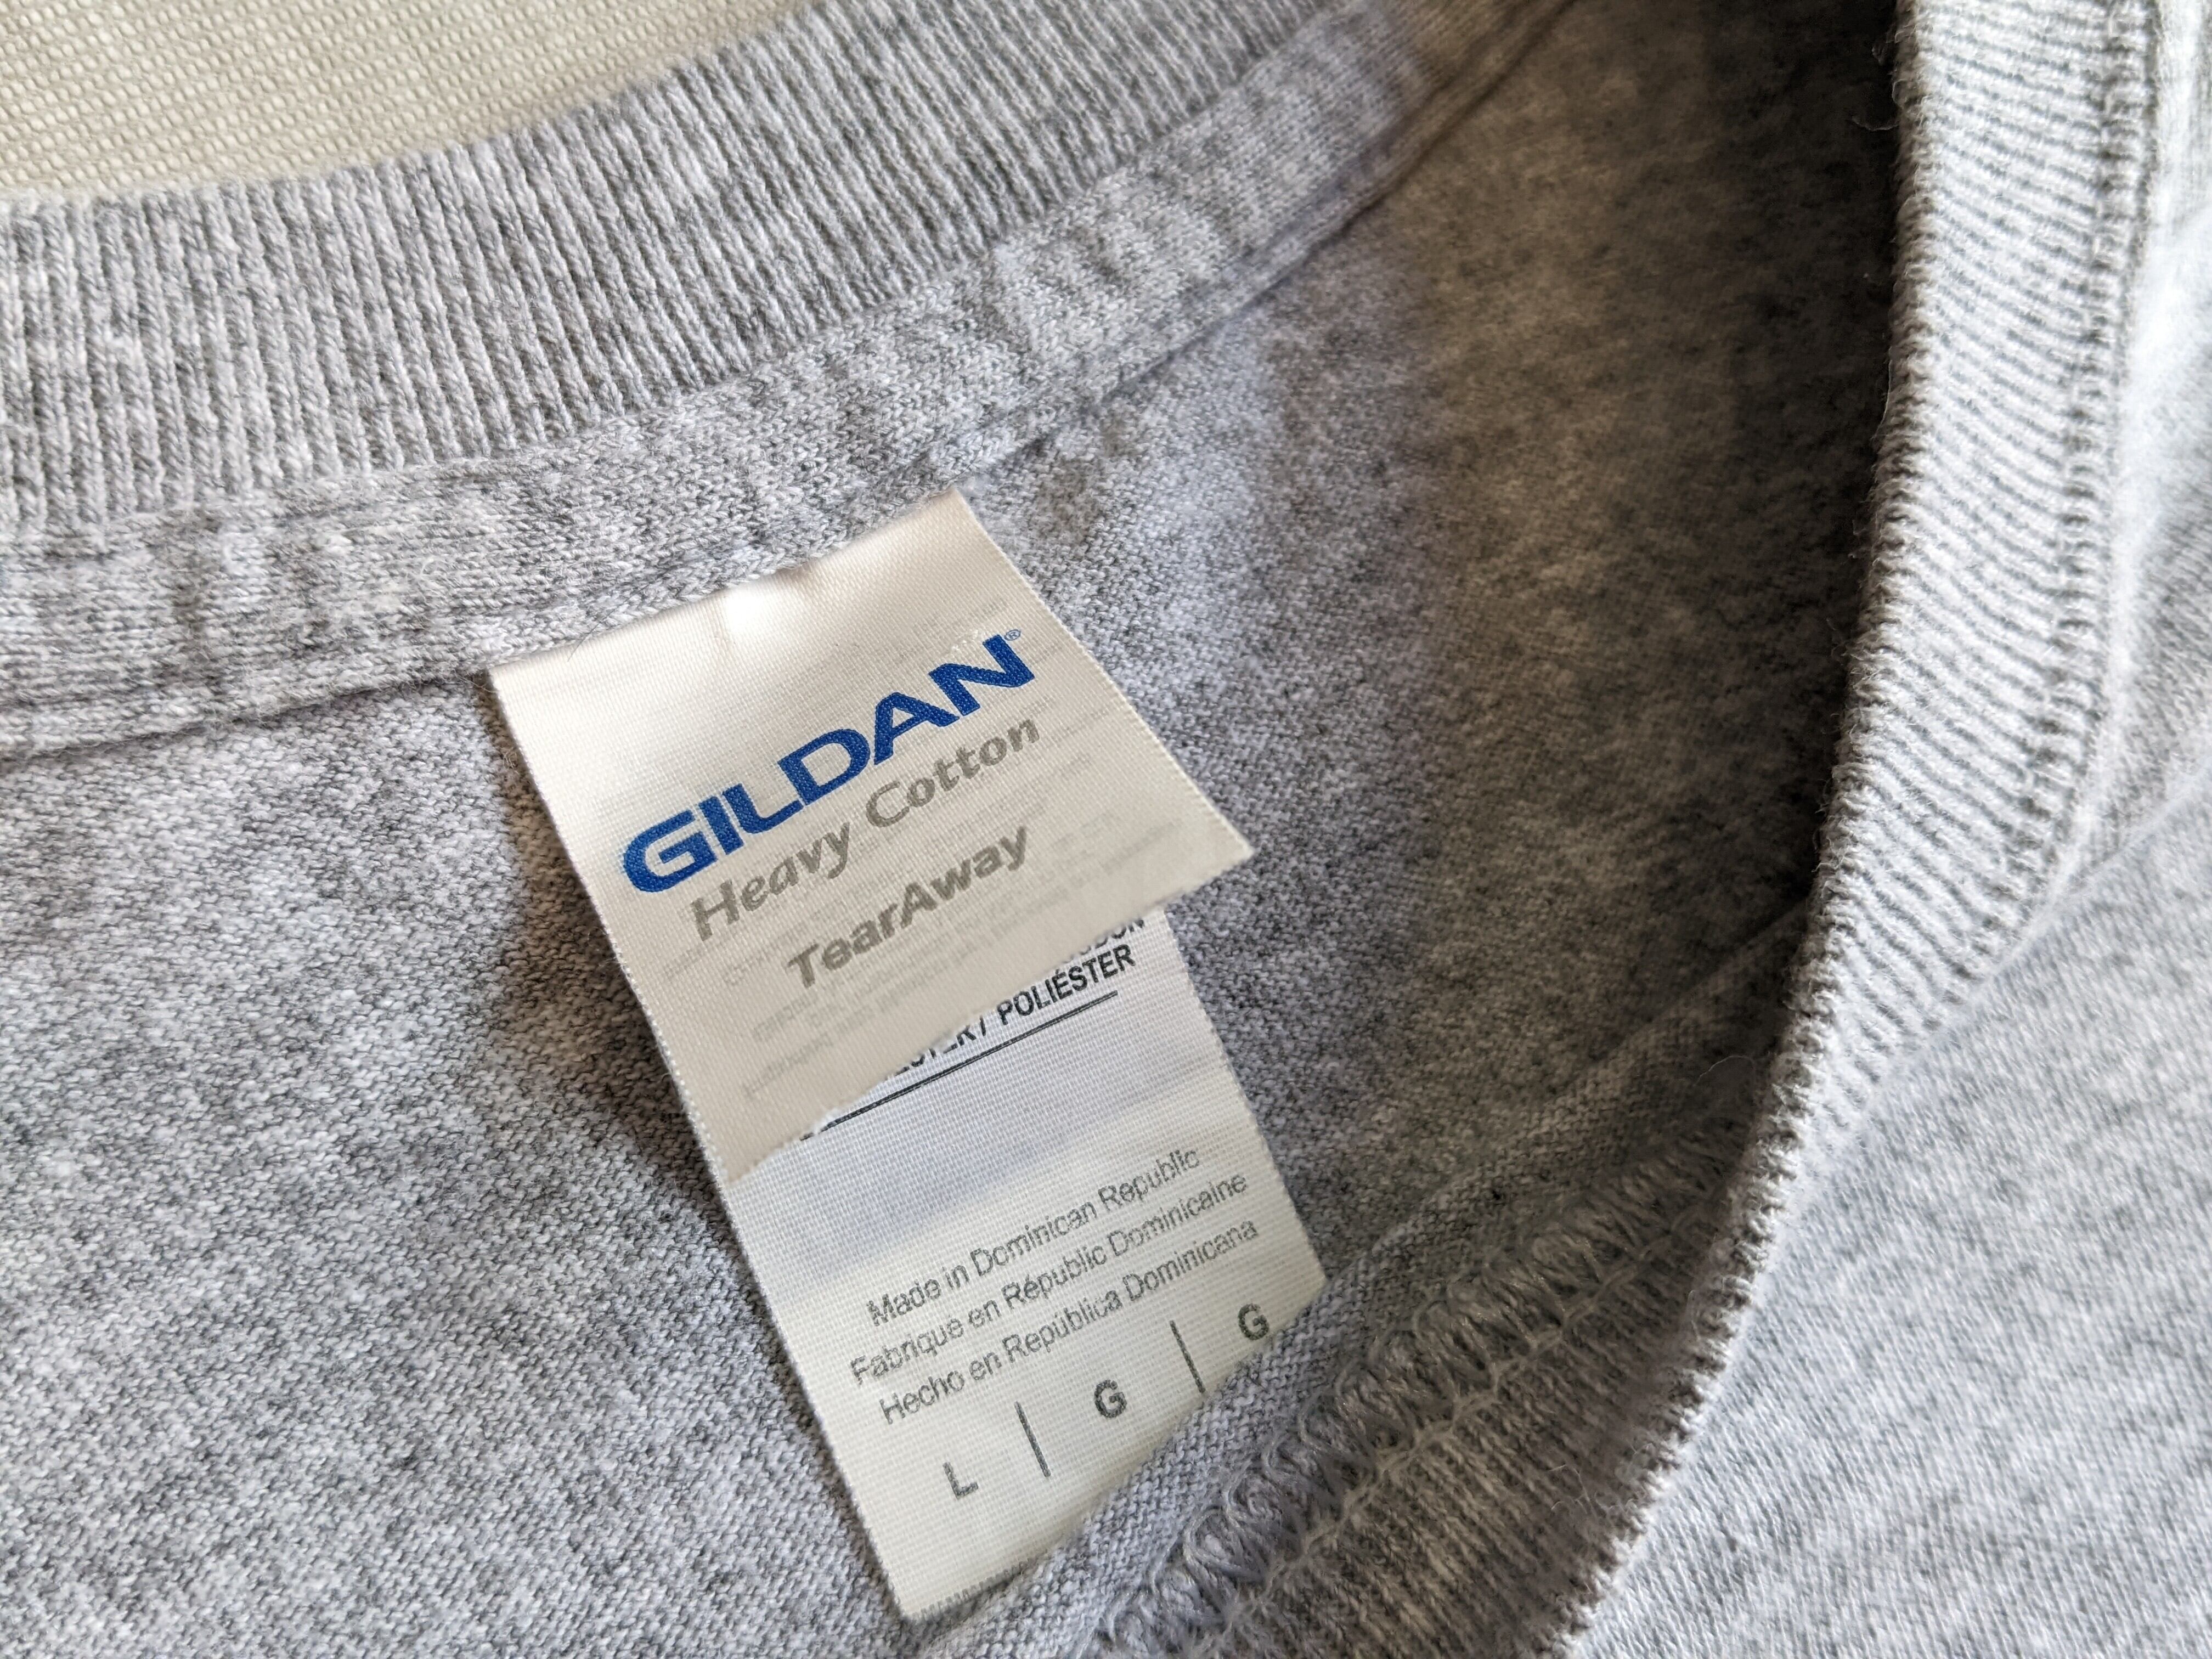 GILDAN®
Heavy Cotton
TearAway
POLIÉSTER
Made in Dominican Republic
Fabriqué en Républic Dominicaine
Hecho en República Dominicana
L | G | G